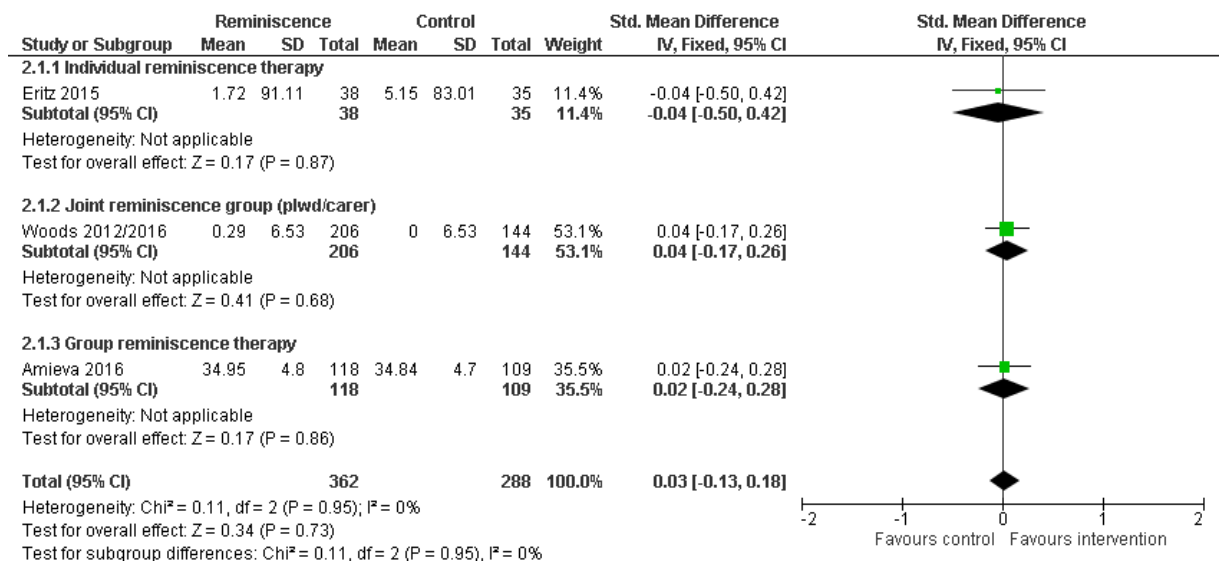 Reminiscence Control Std. Mean Difference Std. Mean Difference
Study or Subgroup Mean SD Total Mean SD Total Weight IV, Fixed, 95% CI IV, Fixed, 95% CI
2.1.1 Individual reminiscence therapy
Eritz 2015 1.72 91.11 38 5.15 83.01 35 11.4% -0.04 [-0.50, 0.42]
Subtotal (95% CI) 38 35 11.4% -0.04 [-0.50, 0.42]
Heterogeneity: Not applicable
Test for overall effect: Z = 0.17 (P = 0.87)
2.1.2 Joint reminiscence group (plwd/carer)
Woods 2012/2016 0.29 6.53 206 0 6.53 144 53.1% 0.04 [-0.17, 0.26]
Subtotal (95% CI) 206 144 53.1% 0.04 [-0.17, 0.26]
Heterogeneity: Not applicable
Test for overall effect: Z = 0.41 (P = 0.68)
2.1.3 Group reminiscence therapy
Amieva 2016 34.95 4.8 118 34.84 4.7 109 35.5% 0.02 [-0.24, 0.28]
Subtotal (95% CI) 118 109 35.5% 0.02 [-0.24, 0.28]
Heterogeneity: Not applicable
Test for overall effect: Z = 0.17 (P = 0.86)
Total (95% CI) 362 288 100.0% 0.03 [-0.13, 0.18]
Heterogeneity: Chi² = 0.11, df = 2 (P = 0.95); I² = 0%
Test for overall effect: Z = 0.34 (P = 0.73)
Test for subgroup differences: Chi² = 0.11, df = 2 (P = 0.95), I² = 0%
-2 -1 0 1 2
Favours control Favours intervention